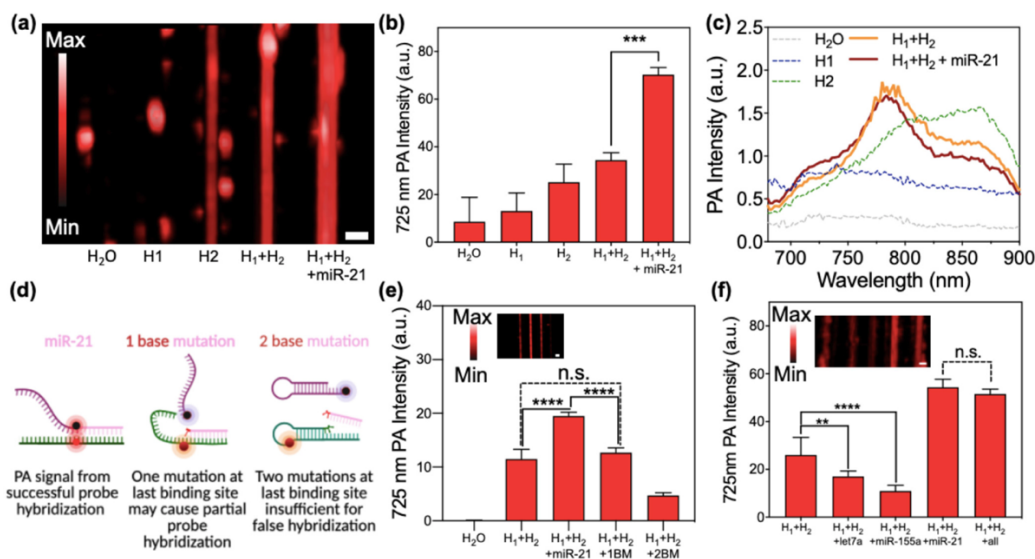 (a)
Max
Min
H2O
H1
H2
H1+H2
H1+H2
+miR-21
(b)
725 nm PA Intensity (a.u.)
80
60
40
20
0
***
H2O
H1
H2
H1+H2
H1+H2
+ miR-21
(c)
H2O
H1
H2
H1+H2
H1+H2 + miR-21
PA Intensity (a.u.)
2.5
2.0
1.5
1.0
0.5
0.0
700 750 800 850 900
Wavelength (nm)
(d)
miR-21
1 base mutation
2 base mutation
PA signal from
successful probe
hybridization
One mutation at
last binding site
may cause partial
probe
hybridization
Two mutations at
last binding site
insufficient for
false hybridization
(e)
725 nm PA Intensity (a.u.)
40
30
20
10
0
Max
Min
n.s.
**** ****
H2O
H1+H2
H1+H2
+miR-21
H1+H2
+1BM
H1+H2
+2BM
(f)
725nm PA Intensity (a.u.)
80
60
40
20
0
Max
Min
n.s.
****
**
H1+H2
H1+H2
+let7a
H1+H2
+miR-155a
H1+H2
+miR-21
H1+H2
+all